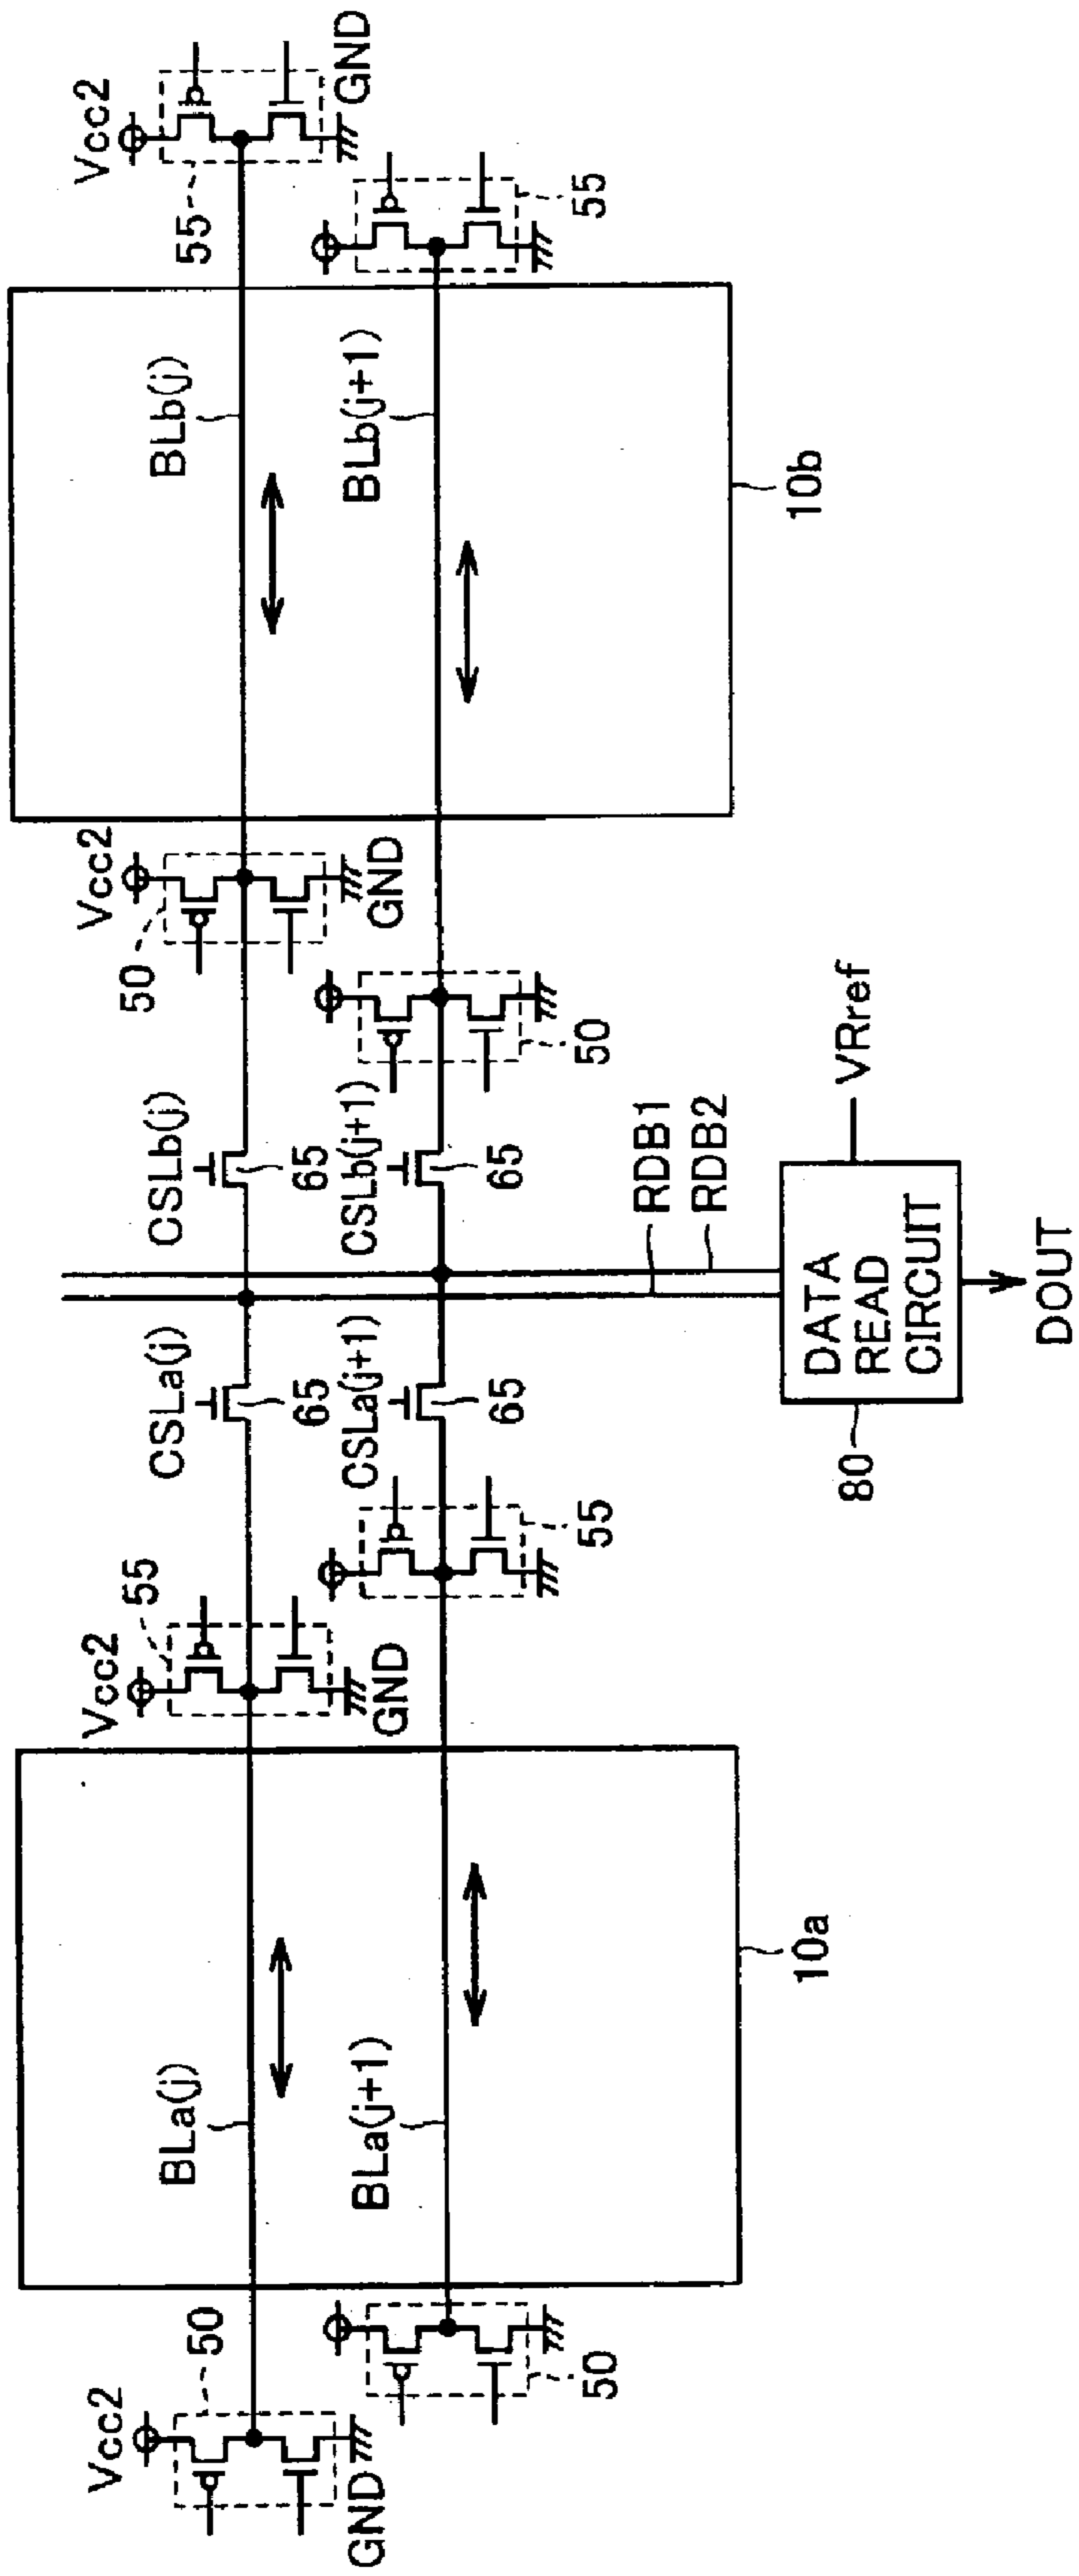 Vcc2
50
GND
50
BLa(j)
BLa(j+1)
10a
Vcc2
55
GND
55
CSLa(j)
65
CSLa(j+1)
65
CSLb(j)
65
CSLb(j+1)
65
RDB1
RDB2
80
DATA
READ
CIRCUIT
VRref
DOUT
Vcc2
50
GND
50
BLb(j)
BLb(j+1)
10b
Vcc2
55
GND
55